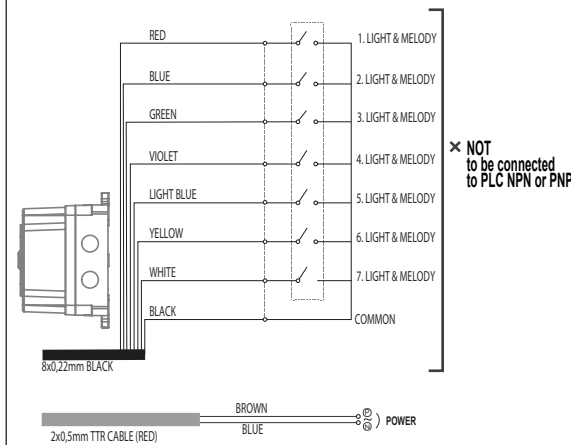 RED
1. LIGHT & MELODY
BLUE
2. LIGHT & MELODY
GREEN
3. LIGHT & MELODY
VIOLET
4. LIGHT & MELODY
LIGHT BLUE
5. LIGHT & MELODY
YELLOW
6. LIGHT & MELODY
WHITE
7. LIGHT & MELODY
BLACK
COMMON
× NOT
to be connected
to PLC NPN or PNP
8x0,22mm BLACK
BROWN
BLUE
P
~
N
POWER
2x0,5mm TTR CABLE (RED)